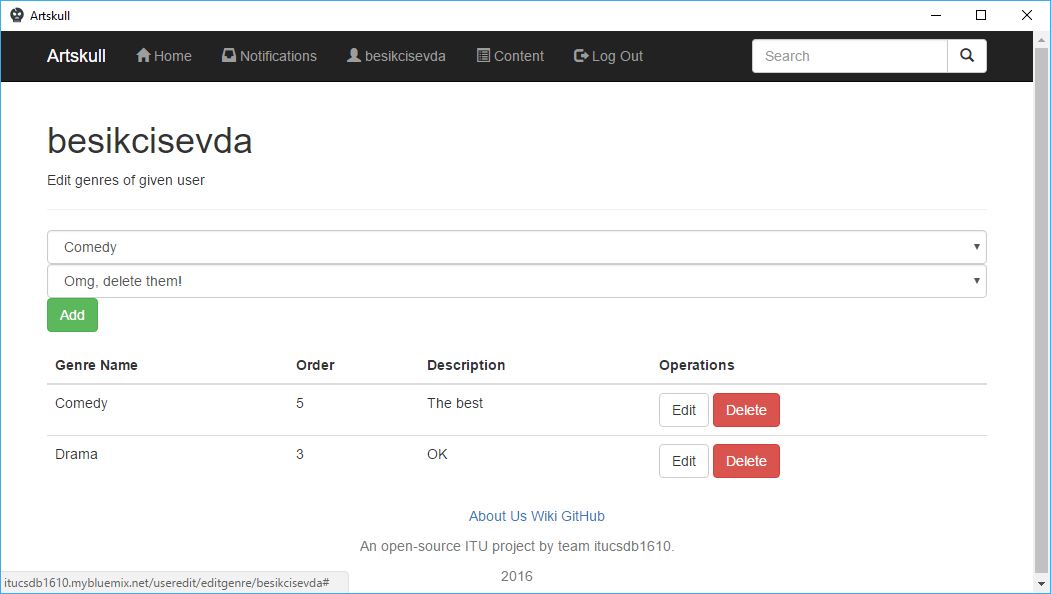 Artskull
Artskull Home Notifications besikcisevda Content Log Out Search
besikcisevda
Edit genres of given user
Comedy
Omg, delete them!
Add
Genre Name Order Description Operations
Comedy 5 The best Edit Delete
Drama 3 OK Edit Delete
About Us Wiki GitHub
An open-source ITU project by team itucsdb1610.
2016
itucsdb1610.mybluemix.net/useredit/editgenre/besikcisevda#